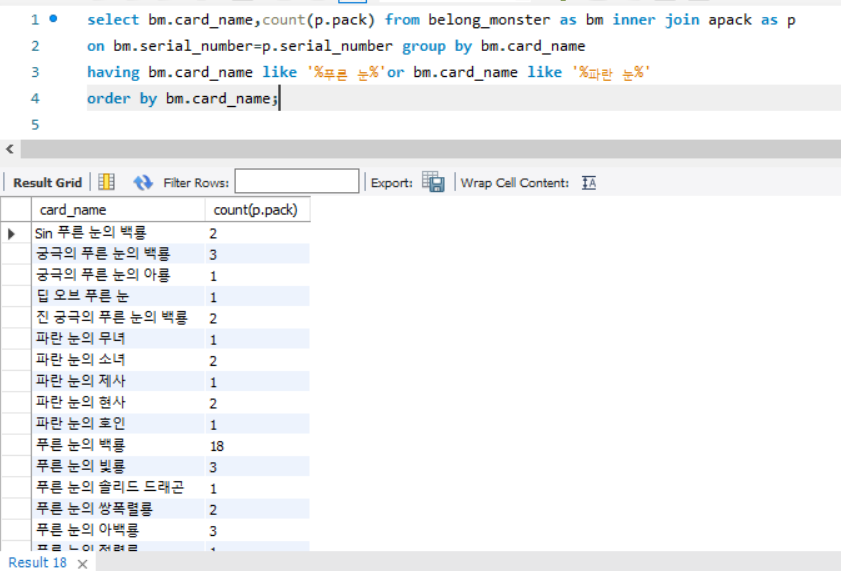 1 select bm.card_name,count(p.pack) from belong_monster as bm inner join apack as p
2 on bm.serial_number=p.serial_number group by bm.card_name
3 having bm.card_name like '%푸른 눈%'or bm.card_name like '%파란 눈%'
4 order by bm.card_name;
5
Result Grid Filter Rows: Export: Wrap Cell Content: IA
card_name count(p.pack)
Sin 푸른 눈의 백룡 2
궁극의 푸른 눈의 백룡 3
궁극의 푸른 눈의 아룡 1
딥 오브 푸른 눈 1
진 궁극의 푸른 눈의 백룡 2
파란 눈의 무녀 1
파란 눈의 소녀 2
파란 눈의 제사 1
파란 눈의 현사 2
파란 눈의 호인 1
푸른 눈의 백룡 18
푸른 눈의 빛룡 3
푸른 눈의 솔리드 드래곤 1
푸른 눈의 쌍폭렬룡 2
푸른 눈의 아백룡 3
푸른 눈의 정령룡 1
Result 18